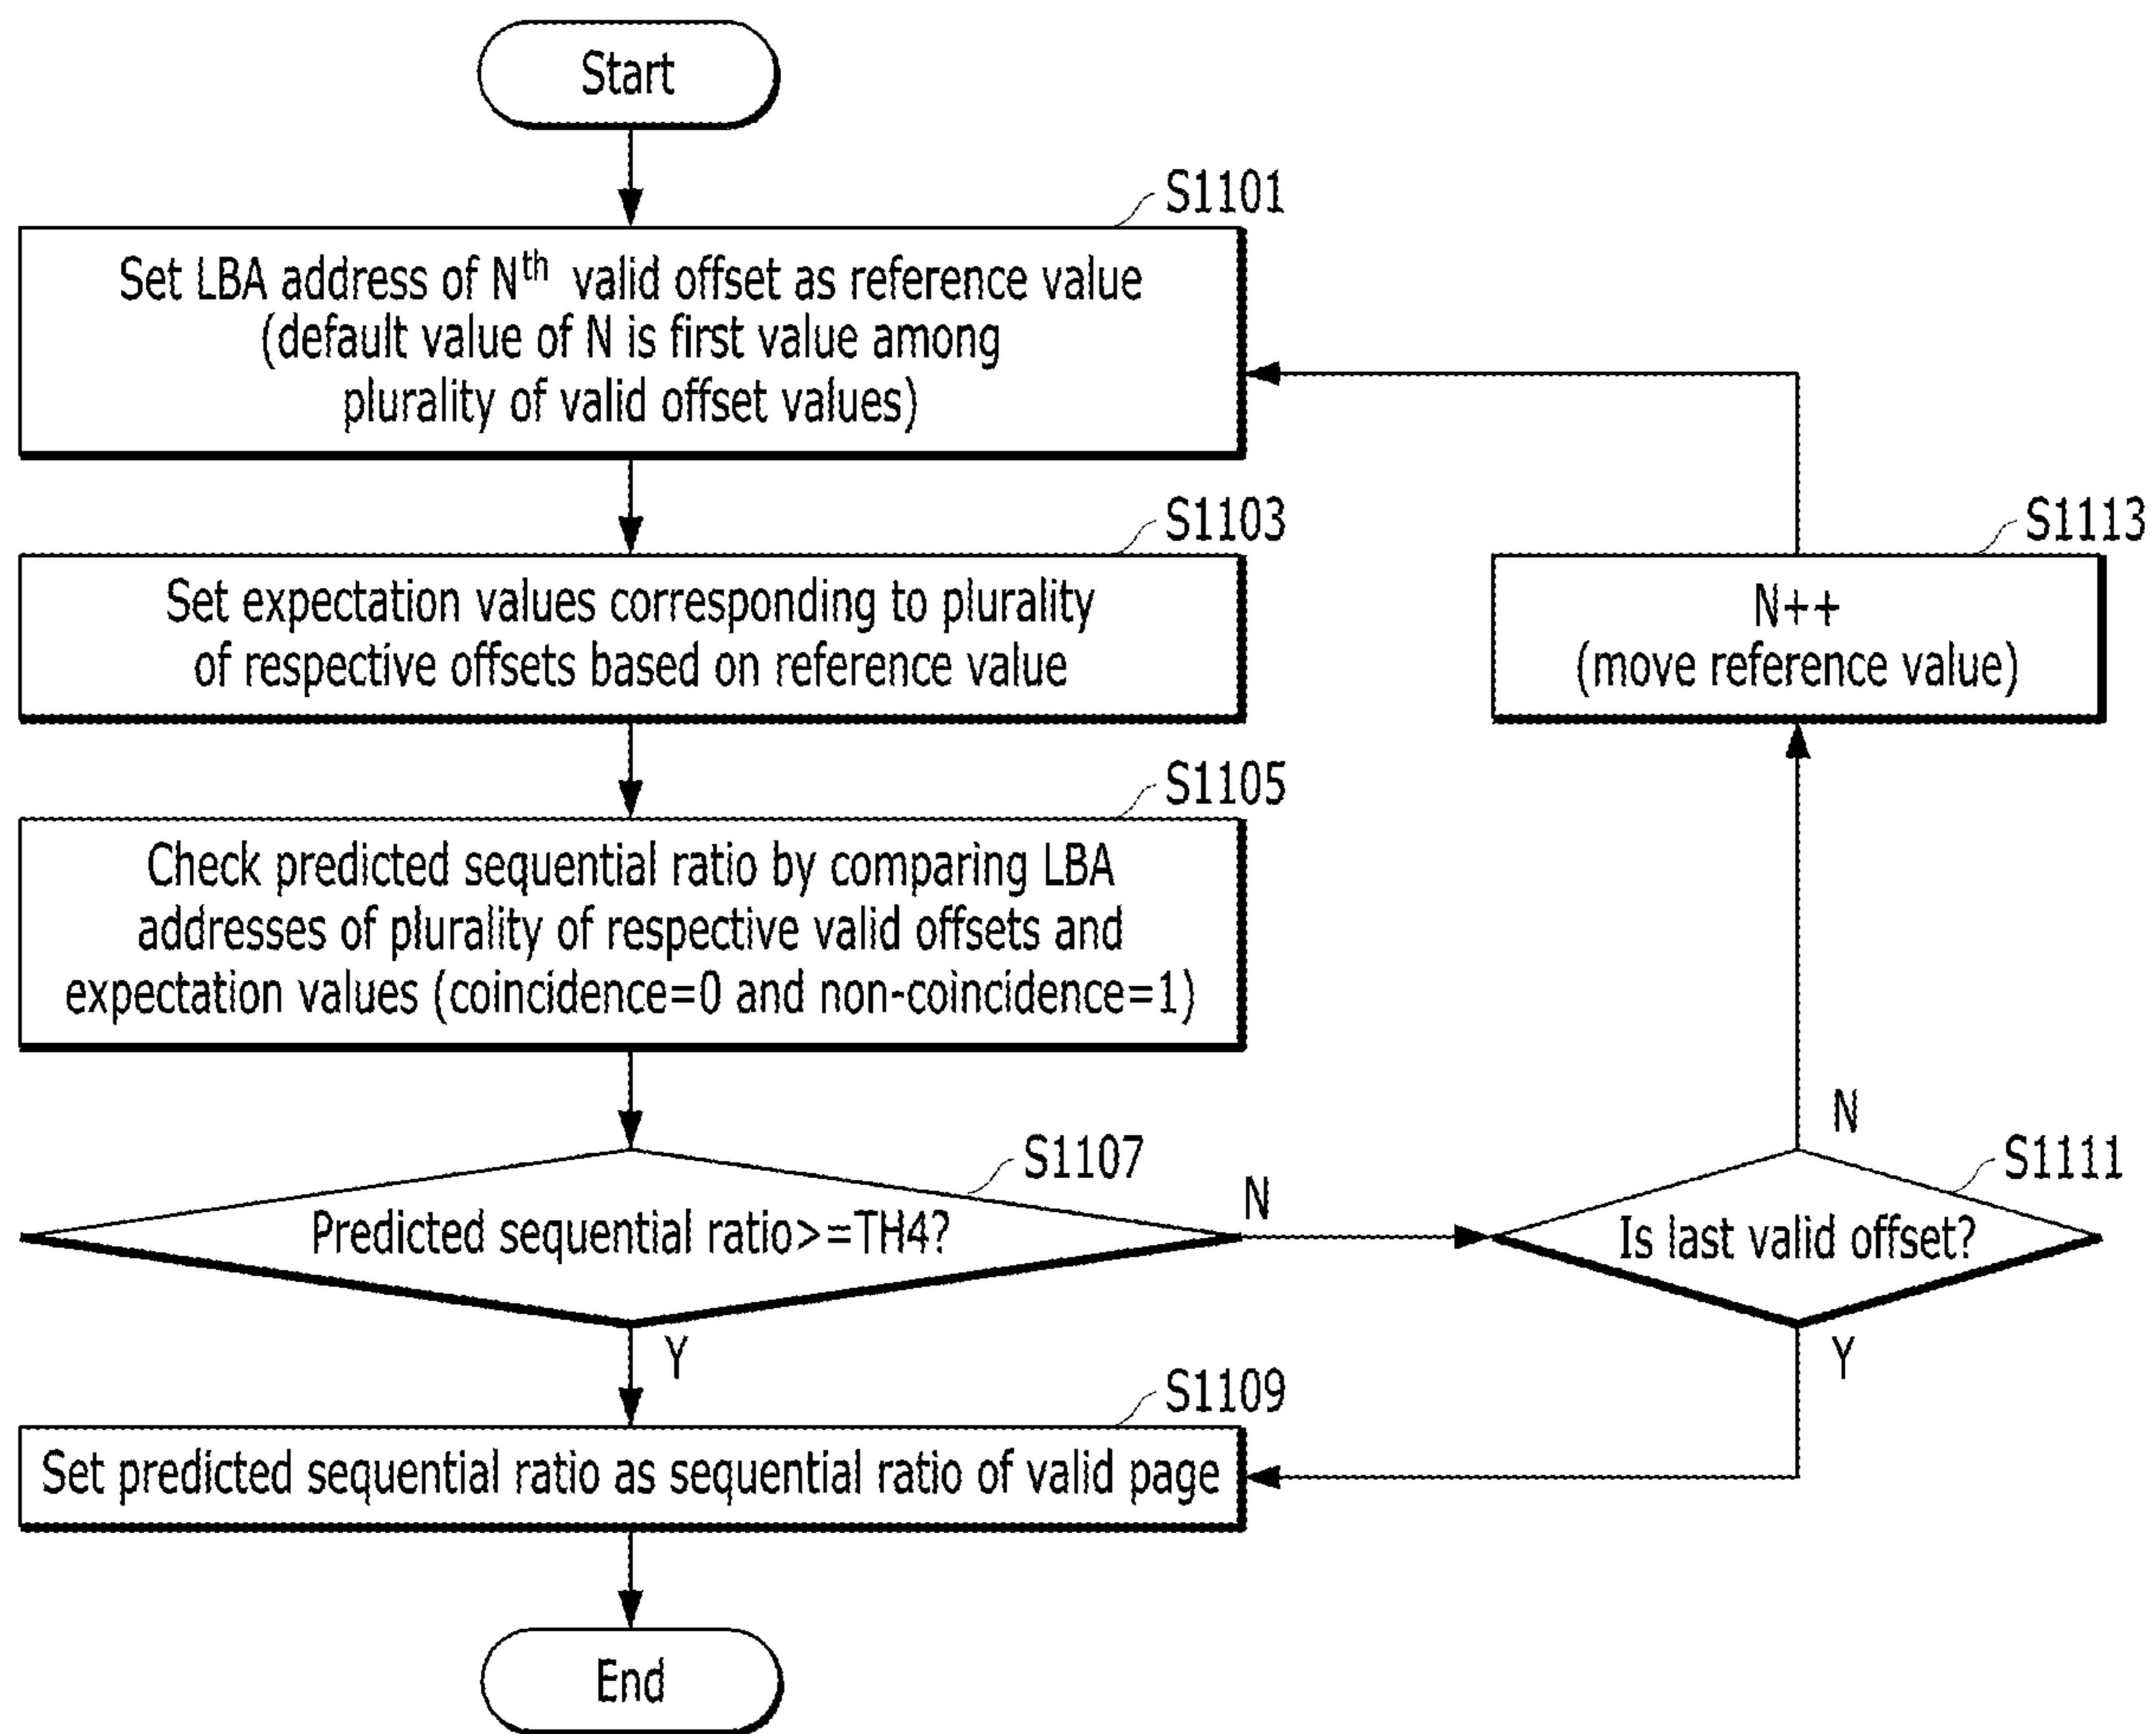 Start
S1101
Set LBA address of Nth valid offset as reference value
(default value of N is first value among
plurality of valid offset values)
S1103
Set expectation values corresponding to plurality
of respective offsets based on reference value
S1113
N++
(move reference value)
S1105
Check predicted sequential ratio by comparing LBA
addresses of plurality of respective valid offsets and
expectation values (coincidence=0 and non-coincidence=1)
S1107
Predicted sequential ratio>=TH4?
N
S1111
Is last valid offset?
N
Y
Y
S1109
Set predicted sequential ratio as sequential ratio of valid page
End